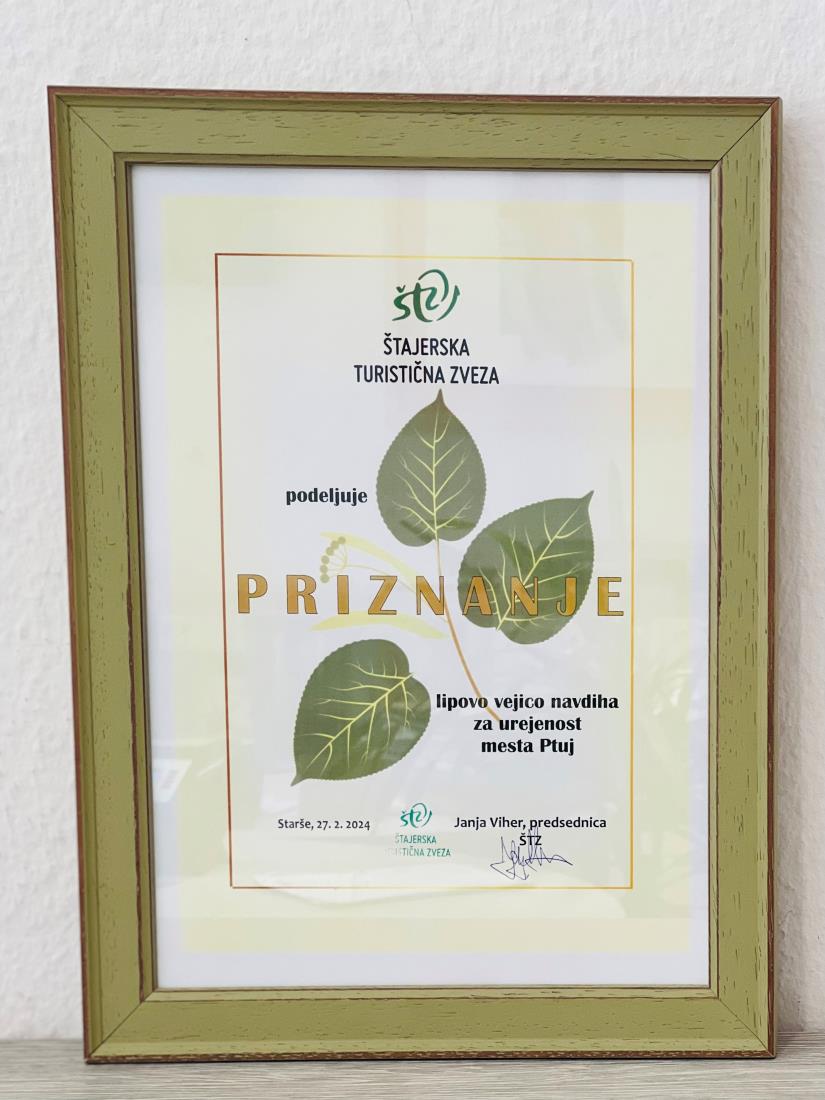 štz
ŠTAJERSKA
TURISTIČNA ZVEZA
podeljuje
PRIZNANJE
lipovo vejico navdiha
za urejenost
mesta Ptuj
Starše, 27. 2. 2024
štz
ŠTAJERSKA
TURISTIČNA ZVEZA
Janja Viher, predsednica
ŠTZ